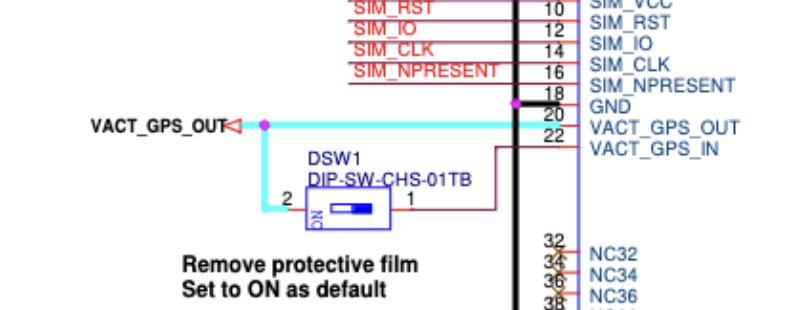 SIM_RST
10
SIM_VCC
SIM_IO
12
SIM_RST
SIM_CLK
14
SIM_IO
SIM_NPRESENT
16
SIM_CLK
18
SIM_NPRESENT
20
GND
VACT_GPS_OUT
22
VACT_GPS_OUT
VACT_GPS_IN
DSW1
DIP-SW-CHS-01TB
2
ON
1
Remove protective film
Set to ON as default
32
NC32
34
NC34
36
NC36
38